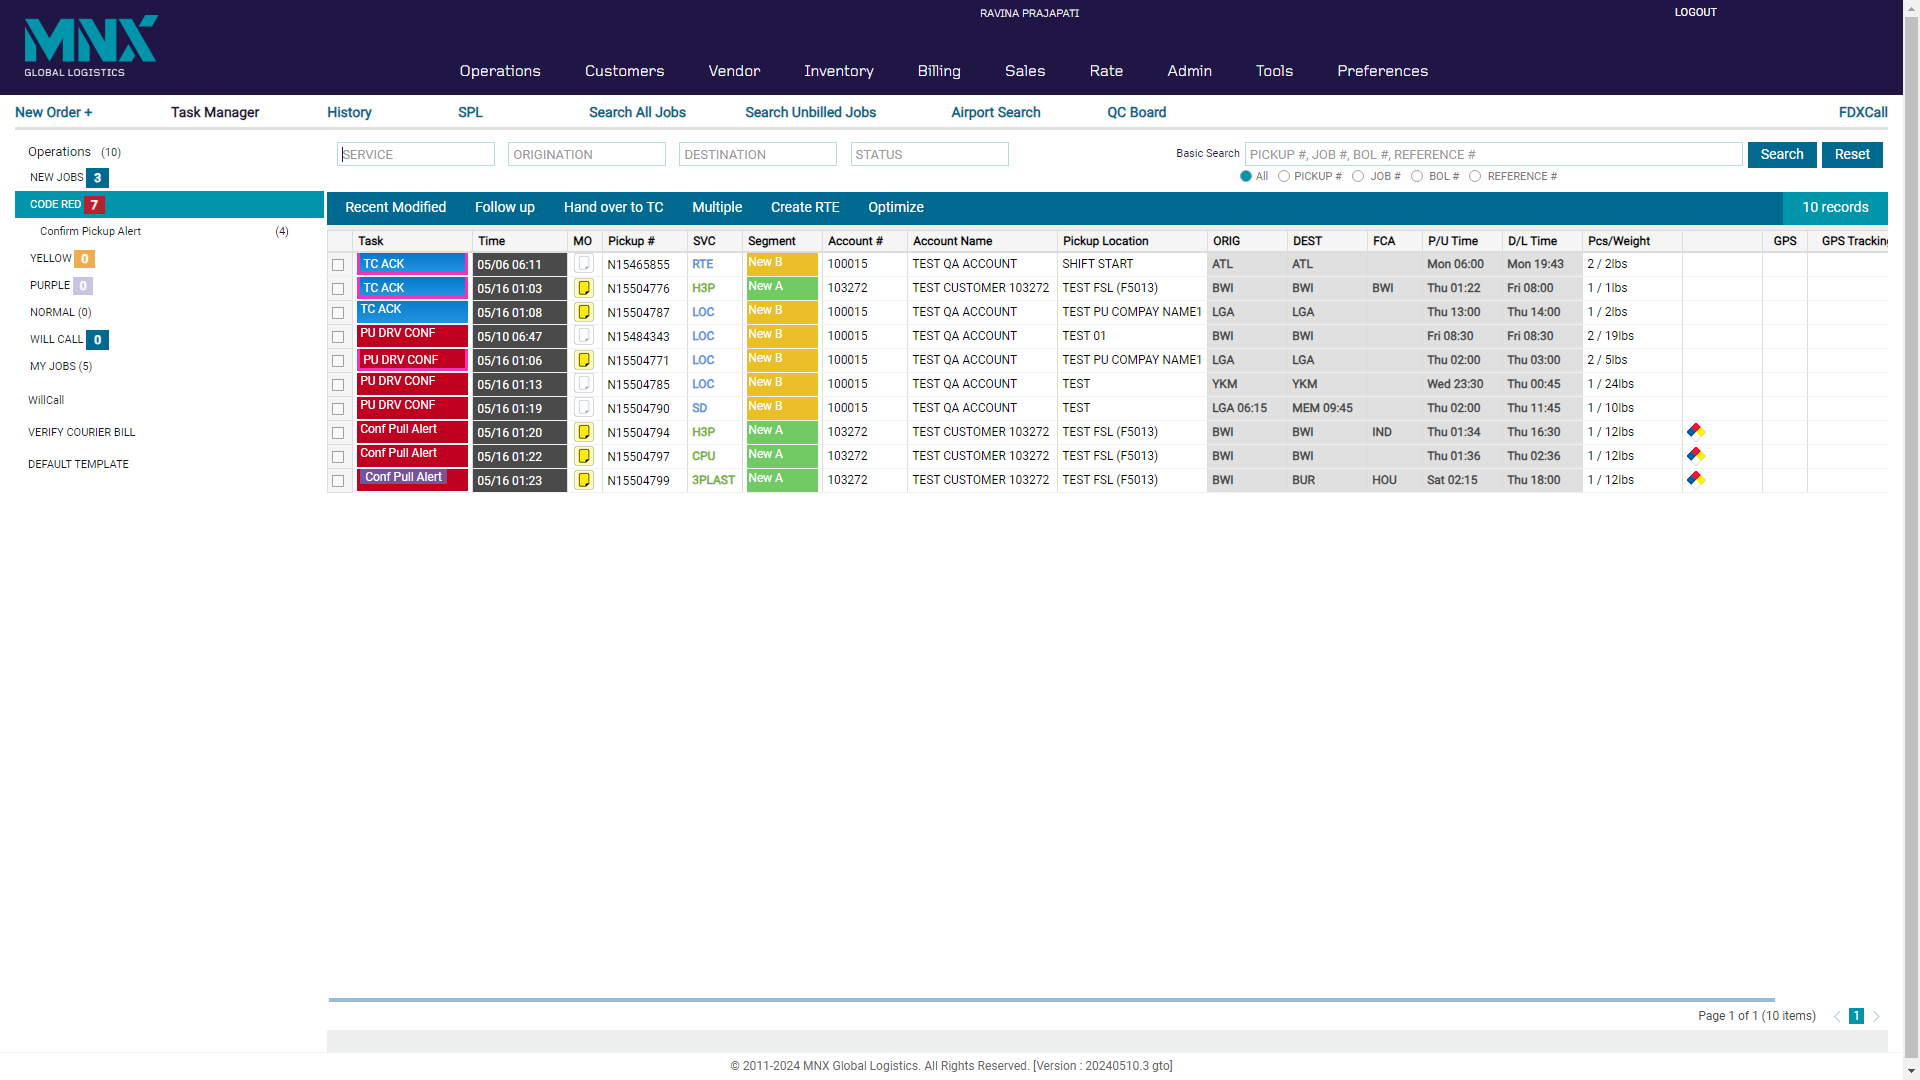 RAVINA PRAJAPATI
LOGOUT
MNX
GLOBAL LOGISTICS
Operations Customers Vendor Inventory Billing Sales Rate Admin Tools Preferences
New Order + Task Manager History SPL Search All Jobs Search Unbilled Jobs Airport Search QC Board FDXCall
Operations (10)
NEW JOBS 3
CODE RED 7
Confirm Pickup Alert (4)
YELLOW 0
PURPLE 0
NORMAL (0)
WILL CALL 0
MY JOBS (5)
WillCall
VERIFY COURIER BILL
DEFAULT TEMPLATE
SERVICE ORIGINATION DESTINATION STATUS Basic Search PICKUP #, JOB #, BOL #, REFERENCE # Search Reset
All PICKUP # JOB # BOL # REFERENCE #
Recent Modified Follow up Hand over to TC Multiple Create RTE Optimize 10 records
Task Time MO Pickup # SVC Segment Account # Account Name Pickup Location ORIG DEST FCA P/U Time D/L Time Pcs/Weight GPS GPS Tracking
TC ACK 05/06 06:11 N15465855 RTE New B 100015 TEST QA ACCOUNT SHIFT START ATL ATL Mon 06:00 Mon 19:43 2 / 2lbs
TC ACK 05/16 01:03 N15504776 H3P New A 103272 TEST CUSTOMER 103272 TEST FSL (F5013) BWI BWI BWI Thu 01:22 Fri 08:00 1 / 1lbs
TC ACK 05/16 01:08 N15504787 LOC New B 100015 TEST QA ACCOUNT TEST PU COMPAY NAME1 LGA LGA Thu 13:00 Thu 14:00 1 / 2lbs
PU DRV CONF 05/10 06:47 N15484343 LOC New B 100015 TEST QA ACCOUNT TEST 01 BWI BWI Fri 08:30 Fri 08:30 2 / 19lbs
PU DRV CONF 05/16 01:06 N15504771 LOC New B 100015 TEST QA ACCOUNT TEST PU COMPAY NAME1 LGA LGA Thu 02:00 Thu 03:00 2 / 5lbs
PU DRV CONF 05/16 01:13 N15504785 LOC New B 100015 TEST QA ACCOUNT TEST YKM YKM Wed 23:30 Thu 00:45 1 / 24lbs
PU DRV CONF 05/16 01:19 N15504790 SD New B 100015 TEST QA ACCOUNT TEST LGA 06:15 MEM 09:45 Thu 02:00 Thu 11:45 1 / 10lbs
Conf Pull Alert 05/16 01:20 N15504794 H3P New A 103272 TEST CUSTOMER 103272 TEST FSL (F5013) BWI BWI IND Thu 01:34 Thu 16:30 1 / 12lbs
Conf Pull Alert 05/16 01:22 N15504797 CPU New A 103272 TEST CUSTOMER 103272 TEST FSL (F5013) BWI BWI Thu 01:36 Thu 02:36 1 / 12lbs
Conf Pull Alert 05/16 01:23 N15504799 3PLAST New A 103272 TEST CUSTOMER 103272 TEST FSL (F5013) BWI BUR HOU Sat 02:15 Thu 18:00 1 / 12lbs
Page 1 of 1 (10 items) 1
© 2011-2024 MNX Global Logistics. All Rights Reserved. [Version : 20240510.3 gto]